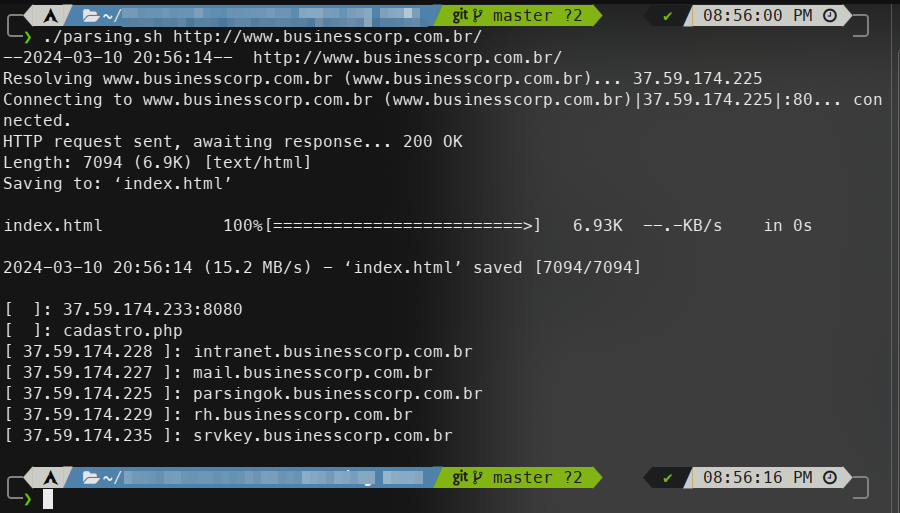 ~/ git master ?2 ✔ 08:56:00 PM
❯ ./parsing.sh http://www.businesscorp.com.br/
--2024-03-10 20:56:14--  http://www.businesscorp.com.br/
Resolving www.businesscorp.com.br (www.businesscorp.com.br)... 37.59.174.225
Connecting to www.businesscorp.com.br (www.businesscorp.com.br)|37.59.174.225|:80... con
nected.
HTTP request sent, awaiting response... 200 OK
Length: 7094 (6.9K) [text/html]
Saving to: ‘index.html’
index.html            100%[=========================>]   6.93K  --.-KB/s    in 0s
2024-03-10 20:56:14 (15.2 MB/s) - ‘index.html’ saved [7094/7094]
[  ]: 37.59.174.233:8080
[  ]: cadastro.php
[ 37.59.174.228 ]: intranet.businesscorp.com.br
[ 37.59.174.227 ]: mail.businesscorp.com.br
[ 37.59.174.225 ]: parsingok.businesscorp.com.br
[ 37.59.174.229 ]: rh.businesscorp.com.br
[ 37.59.174.235 ]: srvkey.businesscorp.com.br
~/ git master ?2 ✔ 08:56:16 PM
❯